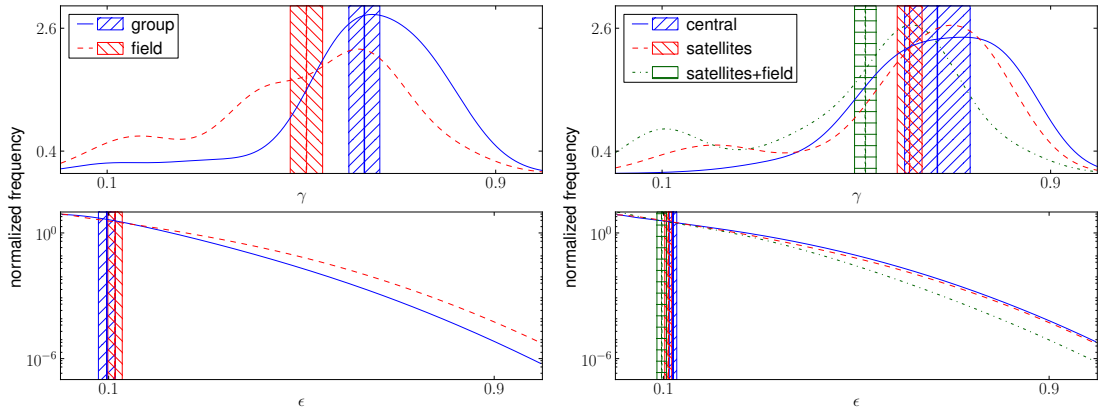 2.6
group
field
0.4
0.1
γ
0.9
normalized frequency
10⁰
10⁻⁶
0.1
ϵ
0.9
2.6
central
satellites
satellites+field
0.4
0.1
γ
0.9
normalized frequency
10⁰
10⁻⁶
0.1
ϵ
0.9